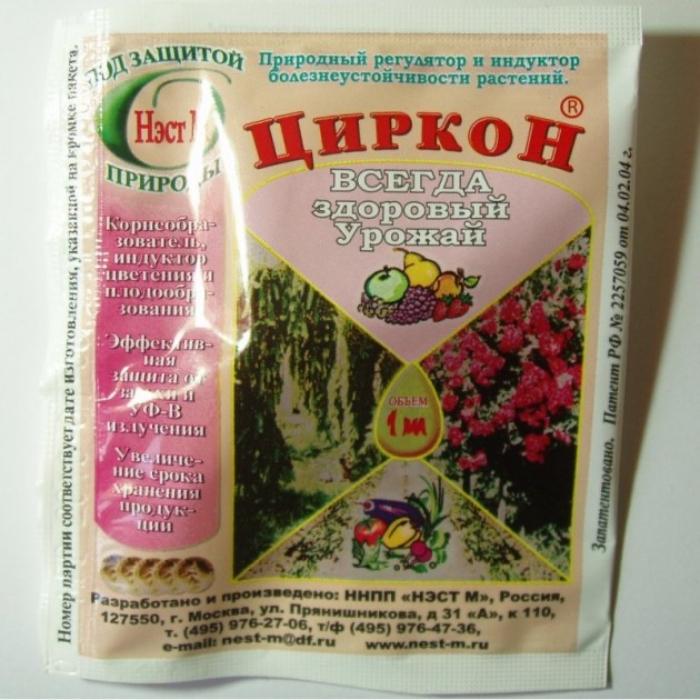 Номер партии соответствует дате изготовления, указанной на кромке пакета.
ПОД ЗАЩИТОЙ
Нэст М
ПРИРОДЫ
Природный регулятор и индуктор
болезнеустойчивости растений.
ЦИРКОН®
ВСЕГДА
здоровый
Урожай
Корнеобра-
зователь,
индуктор
цветения и
плодообра-
зования
Эффектив-
ная
защита от
засухи и
УФ-В
излучения
Увеличе-
ние срока
хранения
продук-
ций
ОБЪЕМ
1 мл
Запатентовано. Патент РФ № 2257059 от 04.02.04 г.
Разработано и произведено: ННПП «НЭСТ М», Россия,
127550, г. Москва, ул. Прянишникова, д 31 «А», к 110,
т. (495) 976-27-06, т/ф (495) 976-47-36,
e-mail: nest-m@df.ru www.nest-m.ru